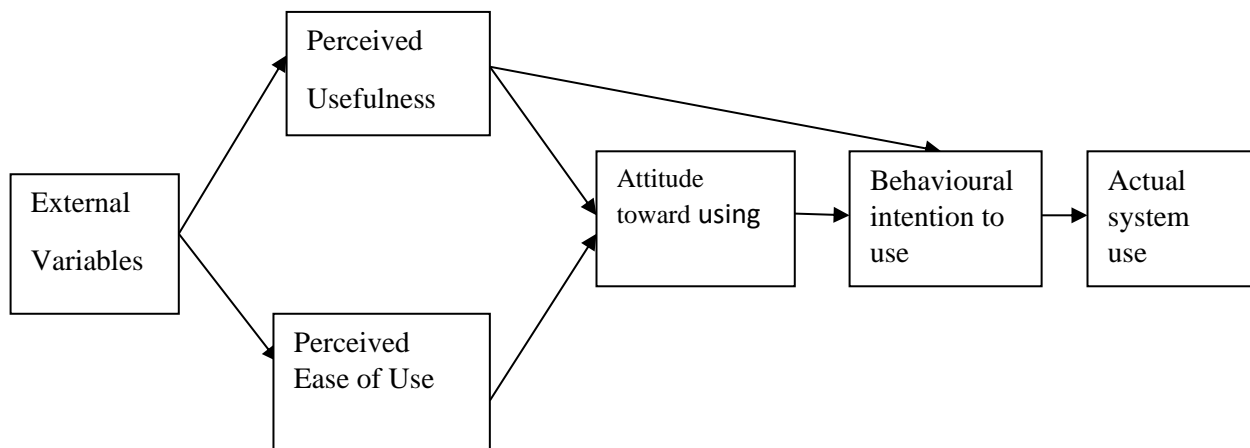 Perceived
Usefulness
External
Variables
Perceived
Ease of Use
Attitude
toward using
Behavioural
intention to
use
Actual
system
use